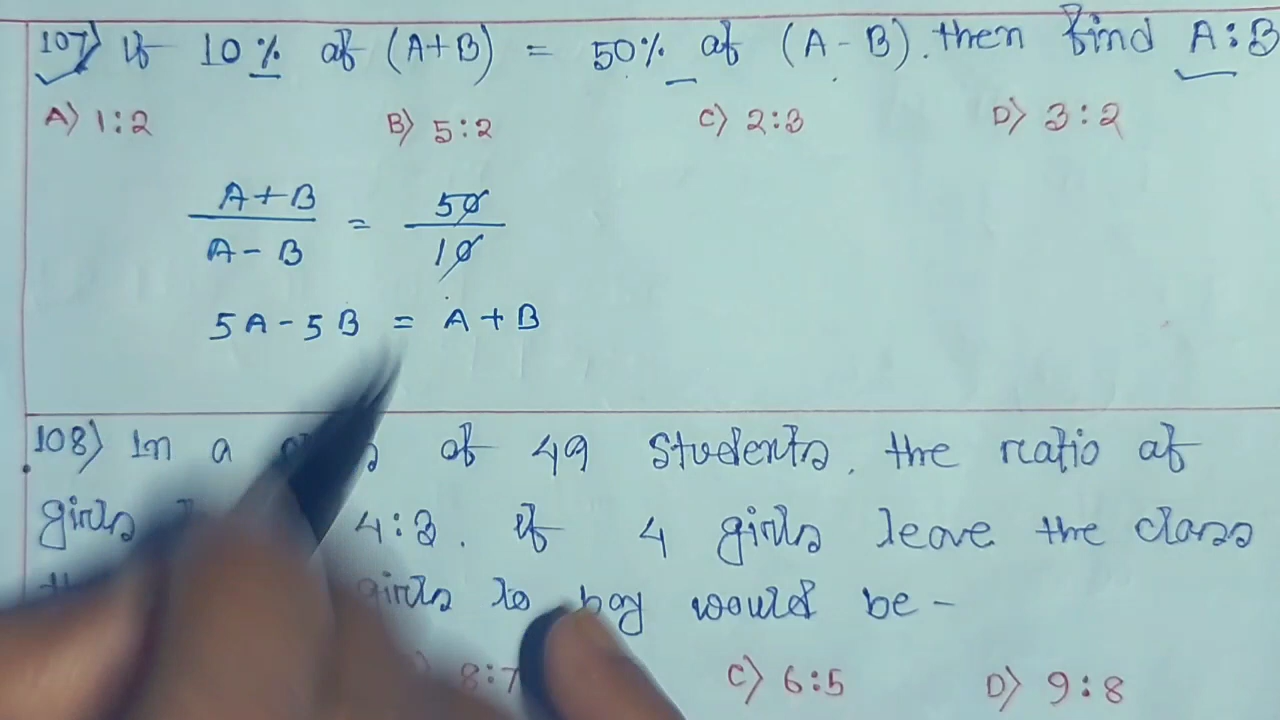 107) If 10% of (A+B) = 50% of (A-B). then find A:B
A) 1:2 B) 5:2 C) 2:3 D) 3:2
A+B / A-B = 50 / 10
5A-5B = A+B
108) In a of 49 students, the ratio of
girls 4:3. if 4 girls leave the class
girls to boy would be -
8:7 C) 6:5 D) 9:8